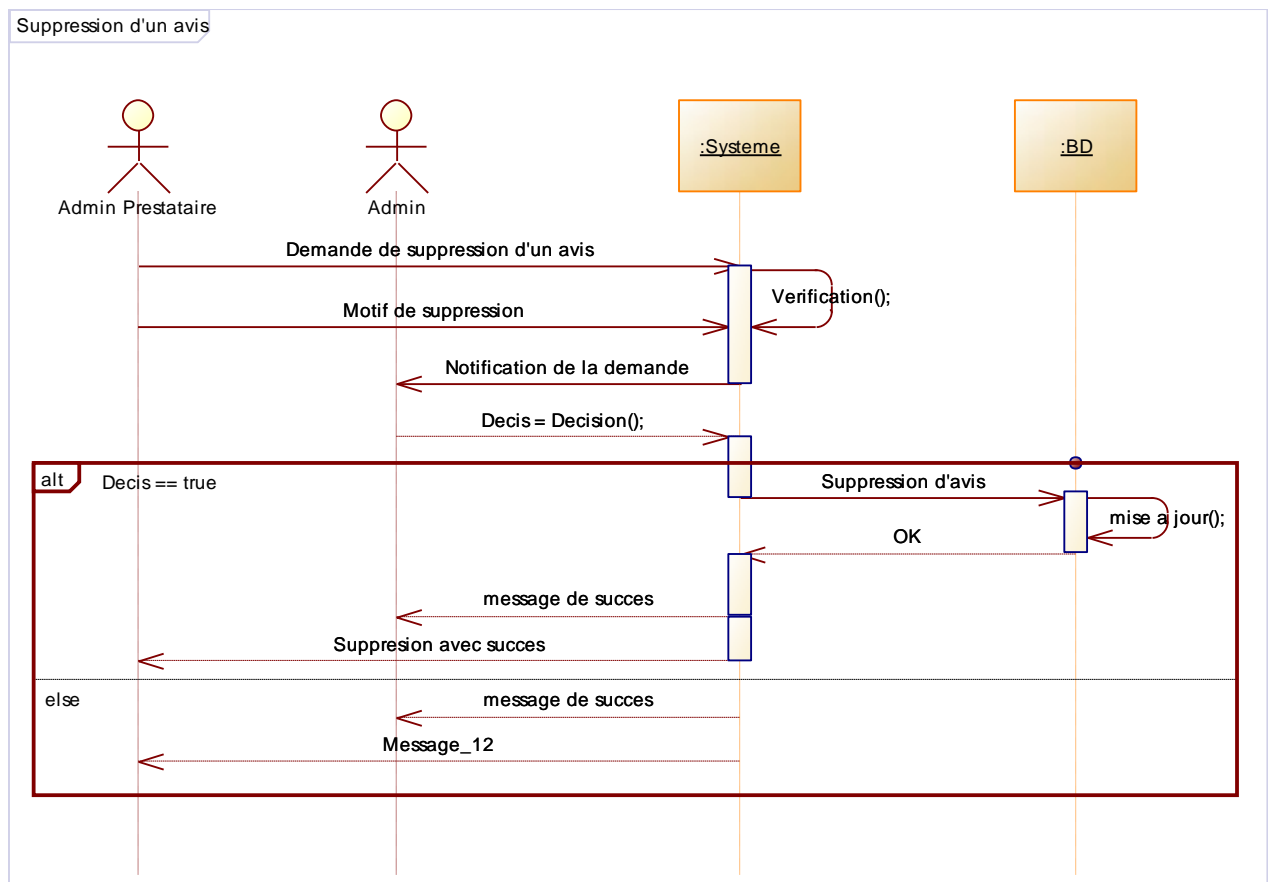 Suppression d'un avis
:Systeme
:BD
Admin Prestataire
Admin
Demande de suppression d'un avis
Verification();
Motif de suppression
Notification de la demande
Decis = Decision();
alt
Decis == true
Suppression d'avis
mise a jour();
OK
message de succes
Suppresion avec succes
else
message de succes
Message_12